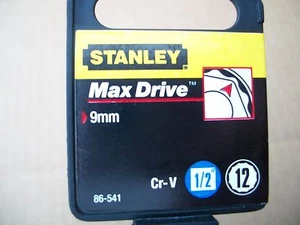 STANLEY
Max Drive™
9mm
Cr-V 1/2" 12
86-541